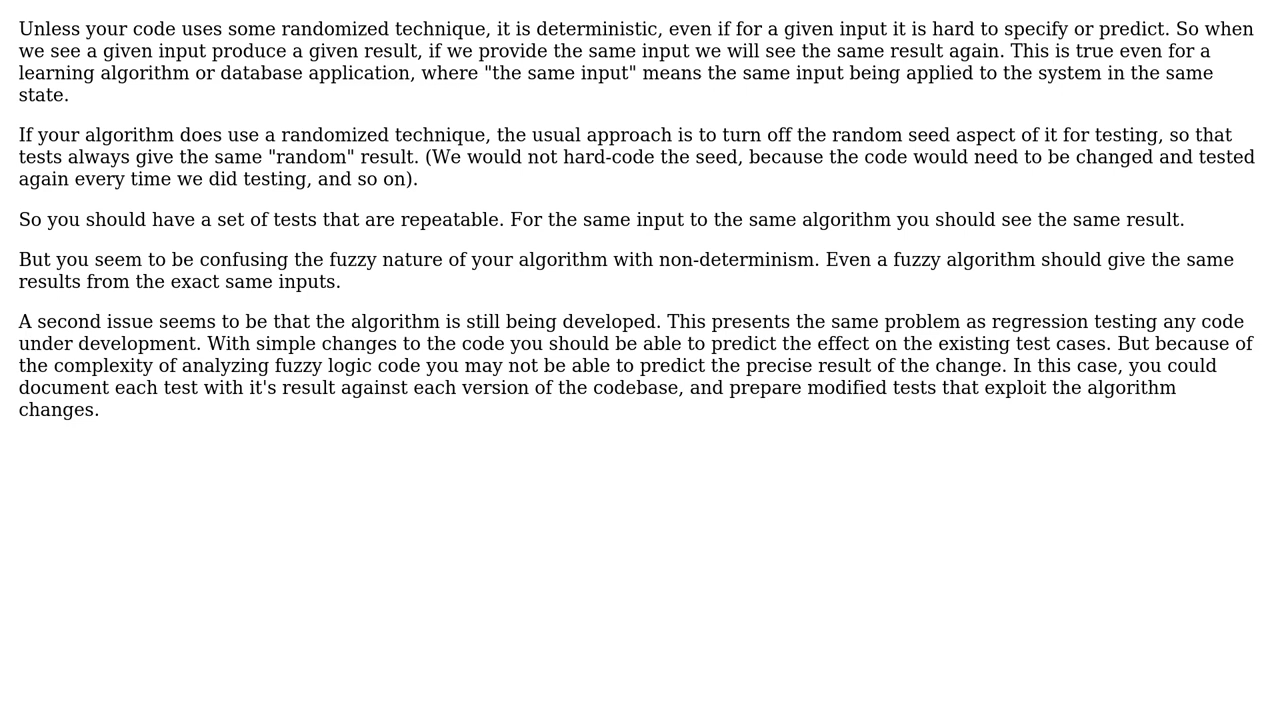 Unless your code uses some randomized technique, it is deterministic, even if for a given input it is hard to specify or predict. So when
we see a given input produce a given result, if we provide the same input we will see the same result again. This is true even for a
learning algorithm or database application, where "the same input" means the same input being applied to the system in the same
state.
If your algorithm does use a randomized technique, the usual approach is to turn off the random seed aspect of it for testing, so that
tests always give the same "random" result. (We would not hard-code the seed, because the code would need to be changed and tested
again every time we did testing, and so on).
So you should have a set of tests that are repeatable. For the same input to the same algorithm you should see the same result.
But you seem to be confusing the fuzzy nature of your algorithm with non-determinism. Even a fuzzy algorithm should give the same
results from the exact same inputs.
A second issue seems to be that the algorithm is still being developed. This presents the same problem as regression testing any code
under development. With simple changes to the code you should be able to predict the effect on the existing test cases. But because of
the complexity of analyzing fuzzy logic code you may not be able to predict the precise result of the change. In this case, you could
document each test with it's result against each version of the codebase, and prepare modified tests that exploit the algorithm
changes.